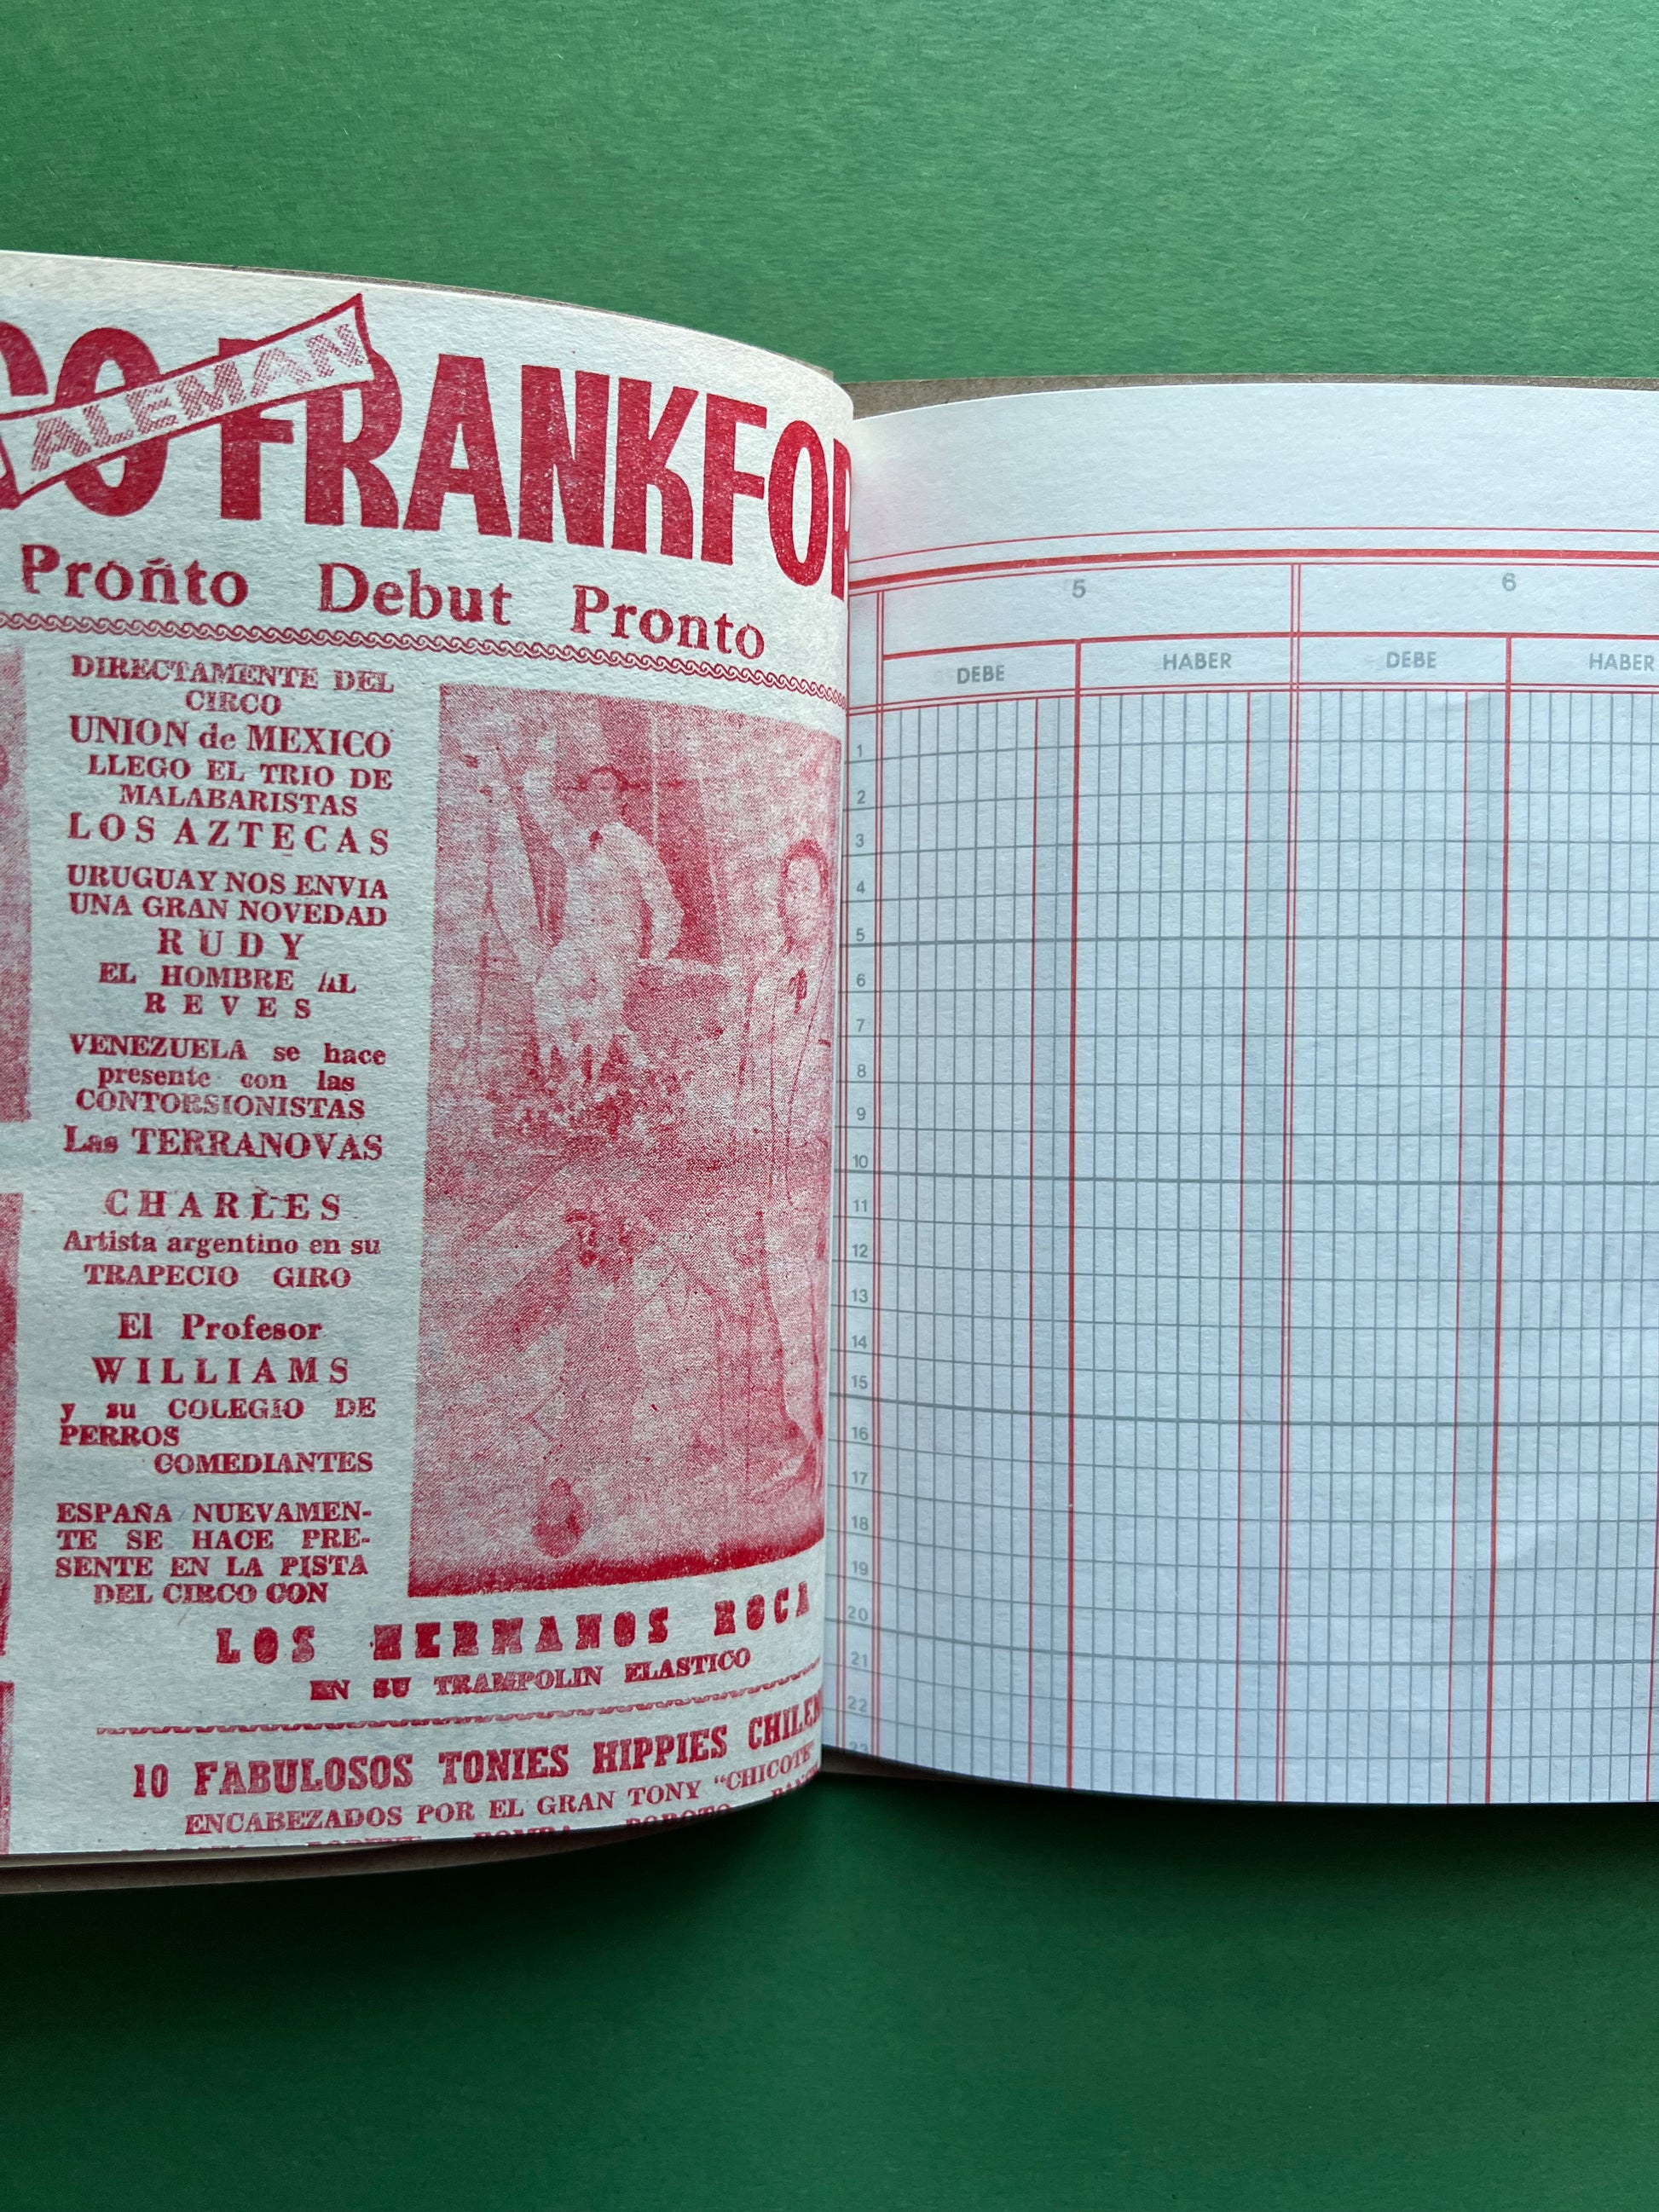 CO FRANKFOR
ALEMAN
Proñto Debut Pronto
DIRECTAMENTE DEL
CIRCO
UNION de MEXICO
LLEGO EL TRIO DE
MALABARISTAS
LOS AZTECAS
URUGUAY NOS ENVIA
UNA GRAN NOVEDAD
RUDY
EL HOMBRE AL
REVES
VENEZUELA se hace
presente con las
CONTORSIONISTAS
Las TERRANOVAS
CHARLES
Artista argentino en su
TRAPECIO GIRO
El Profesor
WILLIAMS
y su COLEGIO DE
PERROS
COMEDIANTES
ESPAÑA NUEVAMEN-
TE SE HACE PRE-
SENTE EN LA PISTA
DEL CIRCO CON
LOS HERMANOS ROCA
EN SU TRAMPOLIN ELASTICO
10 FABULOSOS TONIES HIPPIES CHILEN
ENCABEZADOS POR EL GRAN TONY "CHICOTE"
5 6
DEBE HABER DEBE HABER
1
2
3
4
5
6
7
8
9
10
11
12
13
14
15
16
17
18
19
20
21
22
23